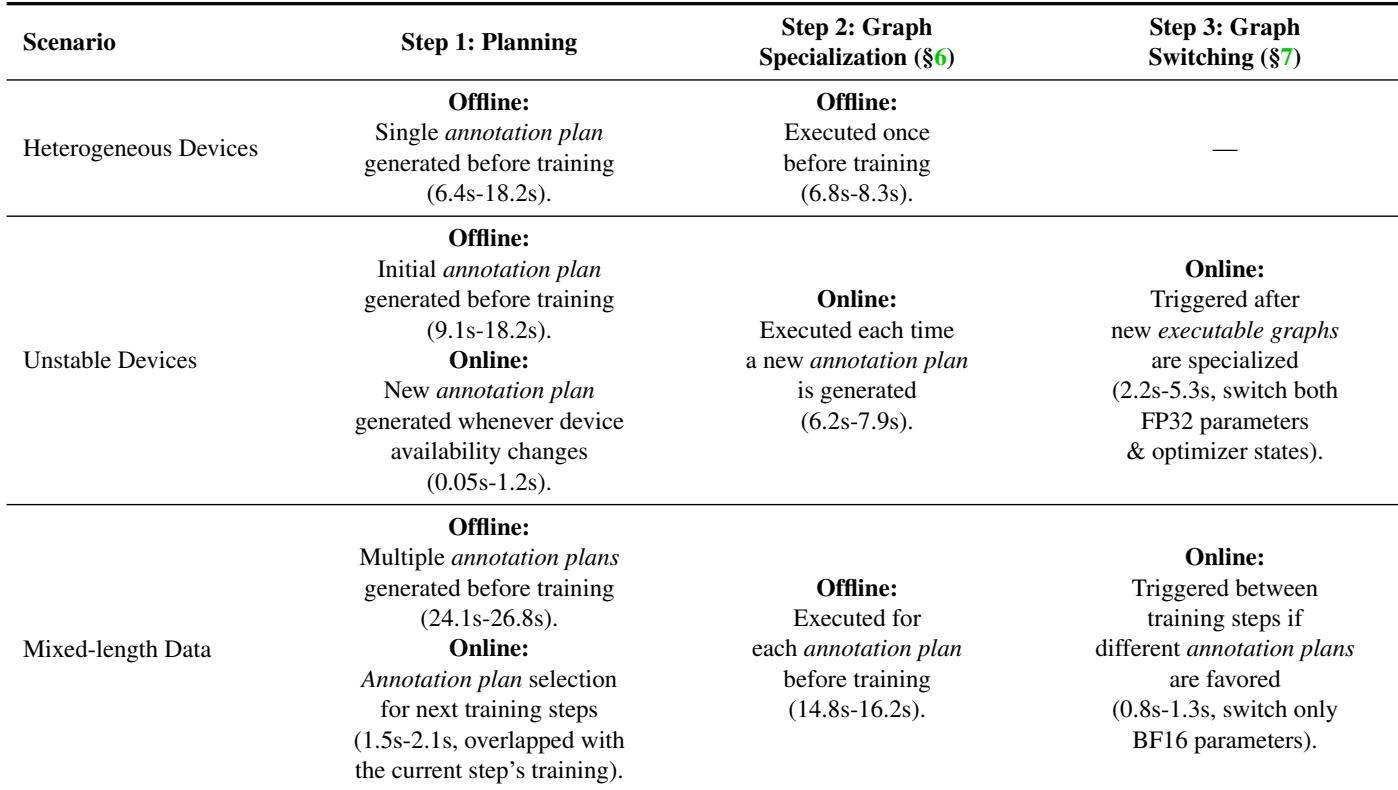 Scenario
Step 1: Planning
Step 2: Graph
Specialization (§6)
Step 3: Graph
Switching (§7)
Heterogeneous Devices
Offline:
Single annotation plan
generated before training
(6.4s-18.2s).
Offline:
Executed once
before training
(6.8s-8.3s).
—
Unstable Devices
Offline:
Initial annotation plan
generated before training
(9.1s-18.2s).
Online:
New annotation plan
generated whenever device
availability changes
(0.05s-1.2s).
Online:
Executed each time
a new annotation plan
is generated
(6.2s-7.9s).
Online:
Triggered after
new executable graphs
are specialized
(2.2s-5.3s, switch both
FP32 parameters
& optimizer states).
Mixed-length Data
Offline:
Multiple annotation plans
generated before training
(24.1s-26.8s).
Online:
Annotation plan selection
for next training steps
(1.5s-2.1s, overlapped with
the current step's training).
Offline:
Executed for
each annotation plan
before training
(14.8s-16.2s).
Online:
Triggered between
training steps if
different annotation plans
are favored
(0.8s-1.3s, switch only
BF16 parameters).